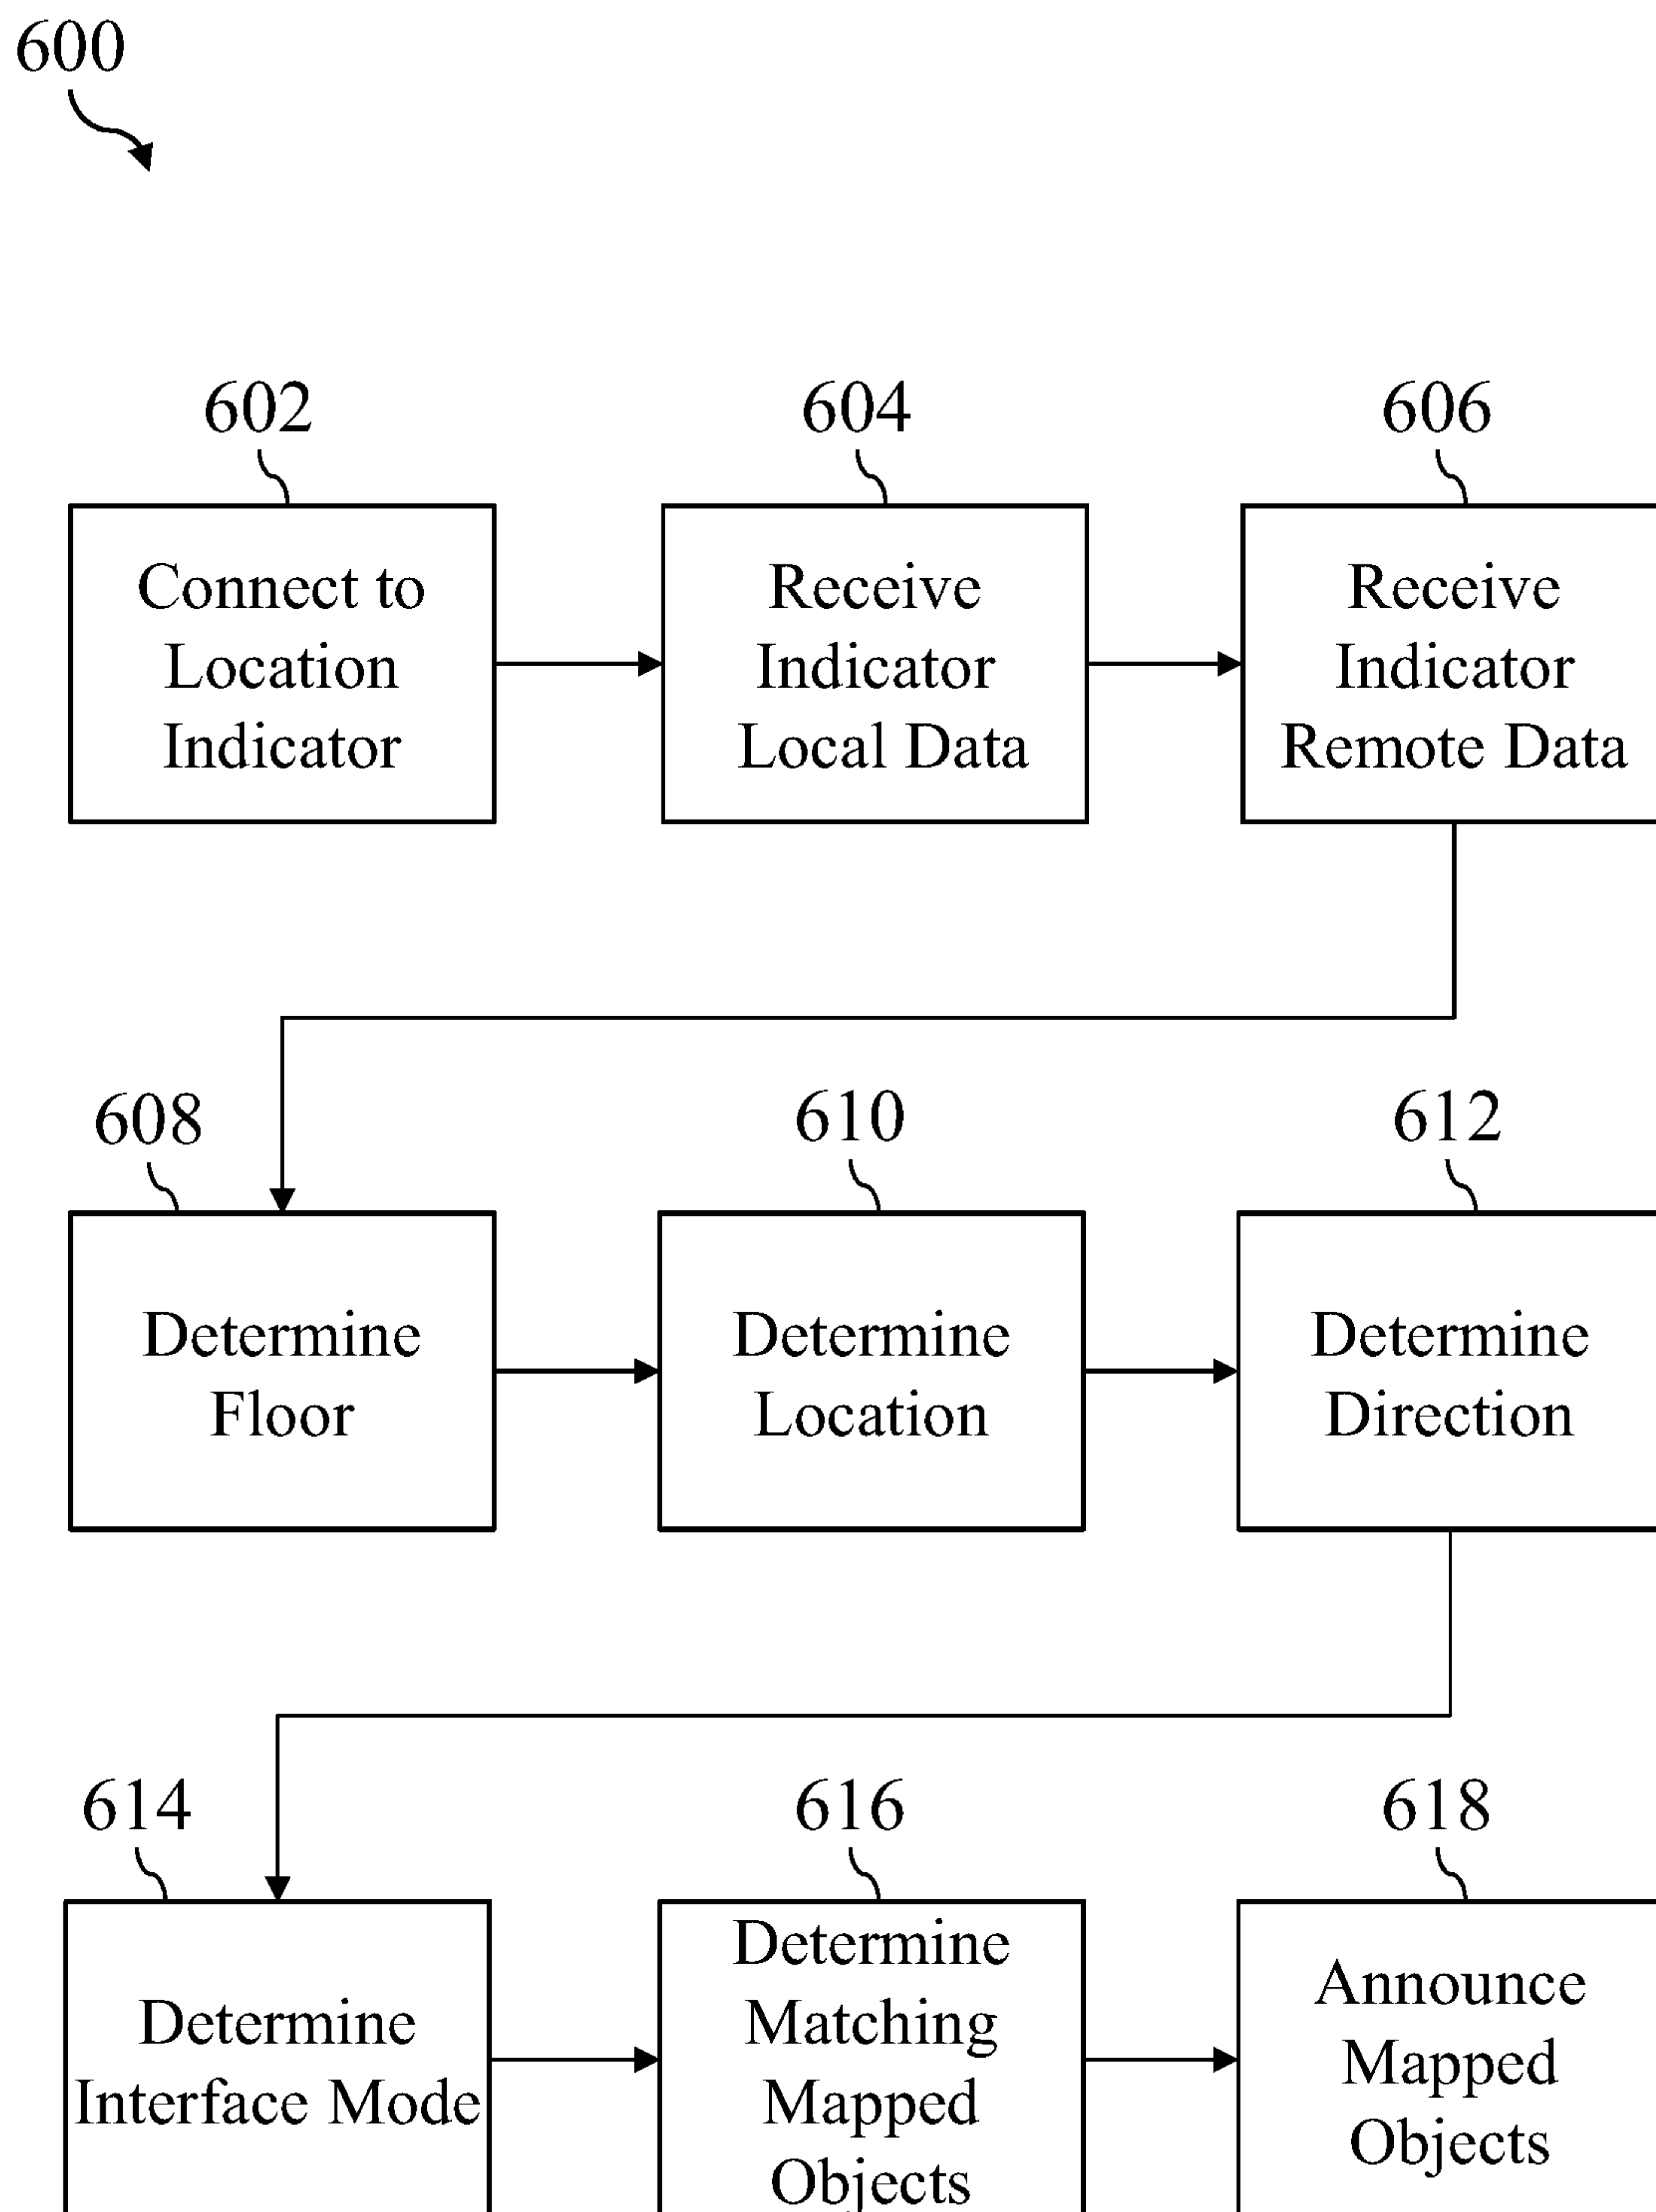 600
602
604
606
Connect to
Location
Indicator
Receive
Indicator
Local Data
Receive
Indicator
Remote Data
608
610
612
Determine
Floor
Determine
Location
Determine
Direction
614
616
618
Determine
Interface Mode
Determine
Matching
Mapped
Objects
Announce
Mapped
Objects